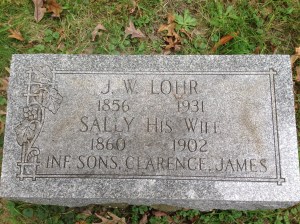 J. W. LOHR
1856 1931
SALLY HIS WIFE
1860 1902
INF. SONS, CLARENCE, JAMES